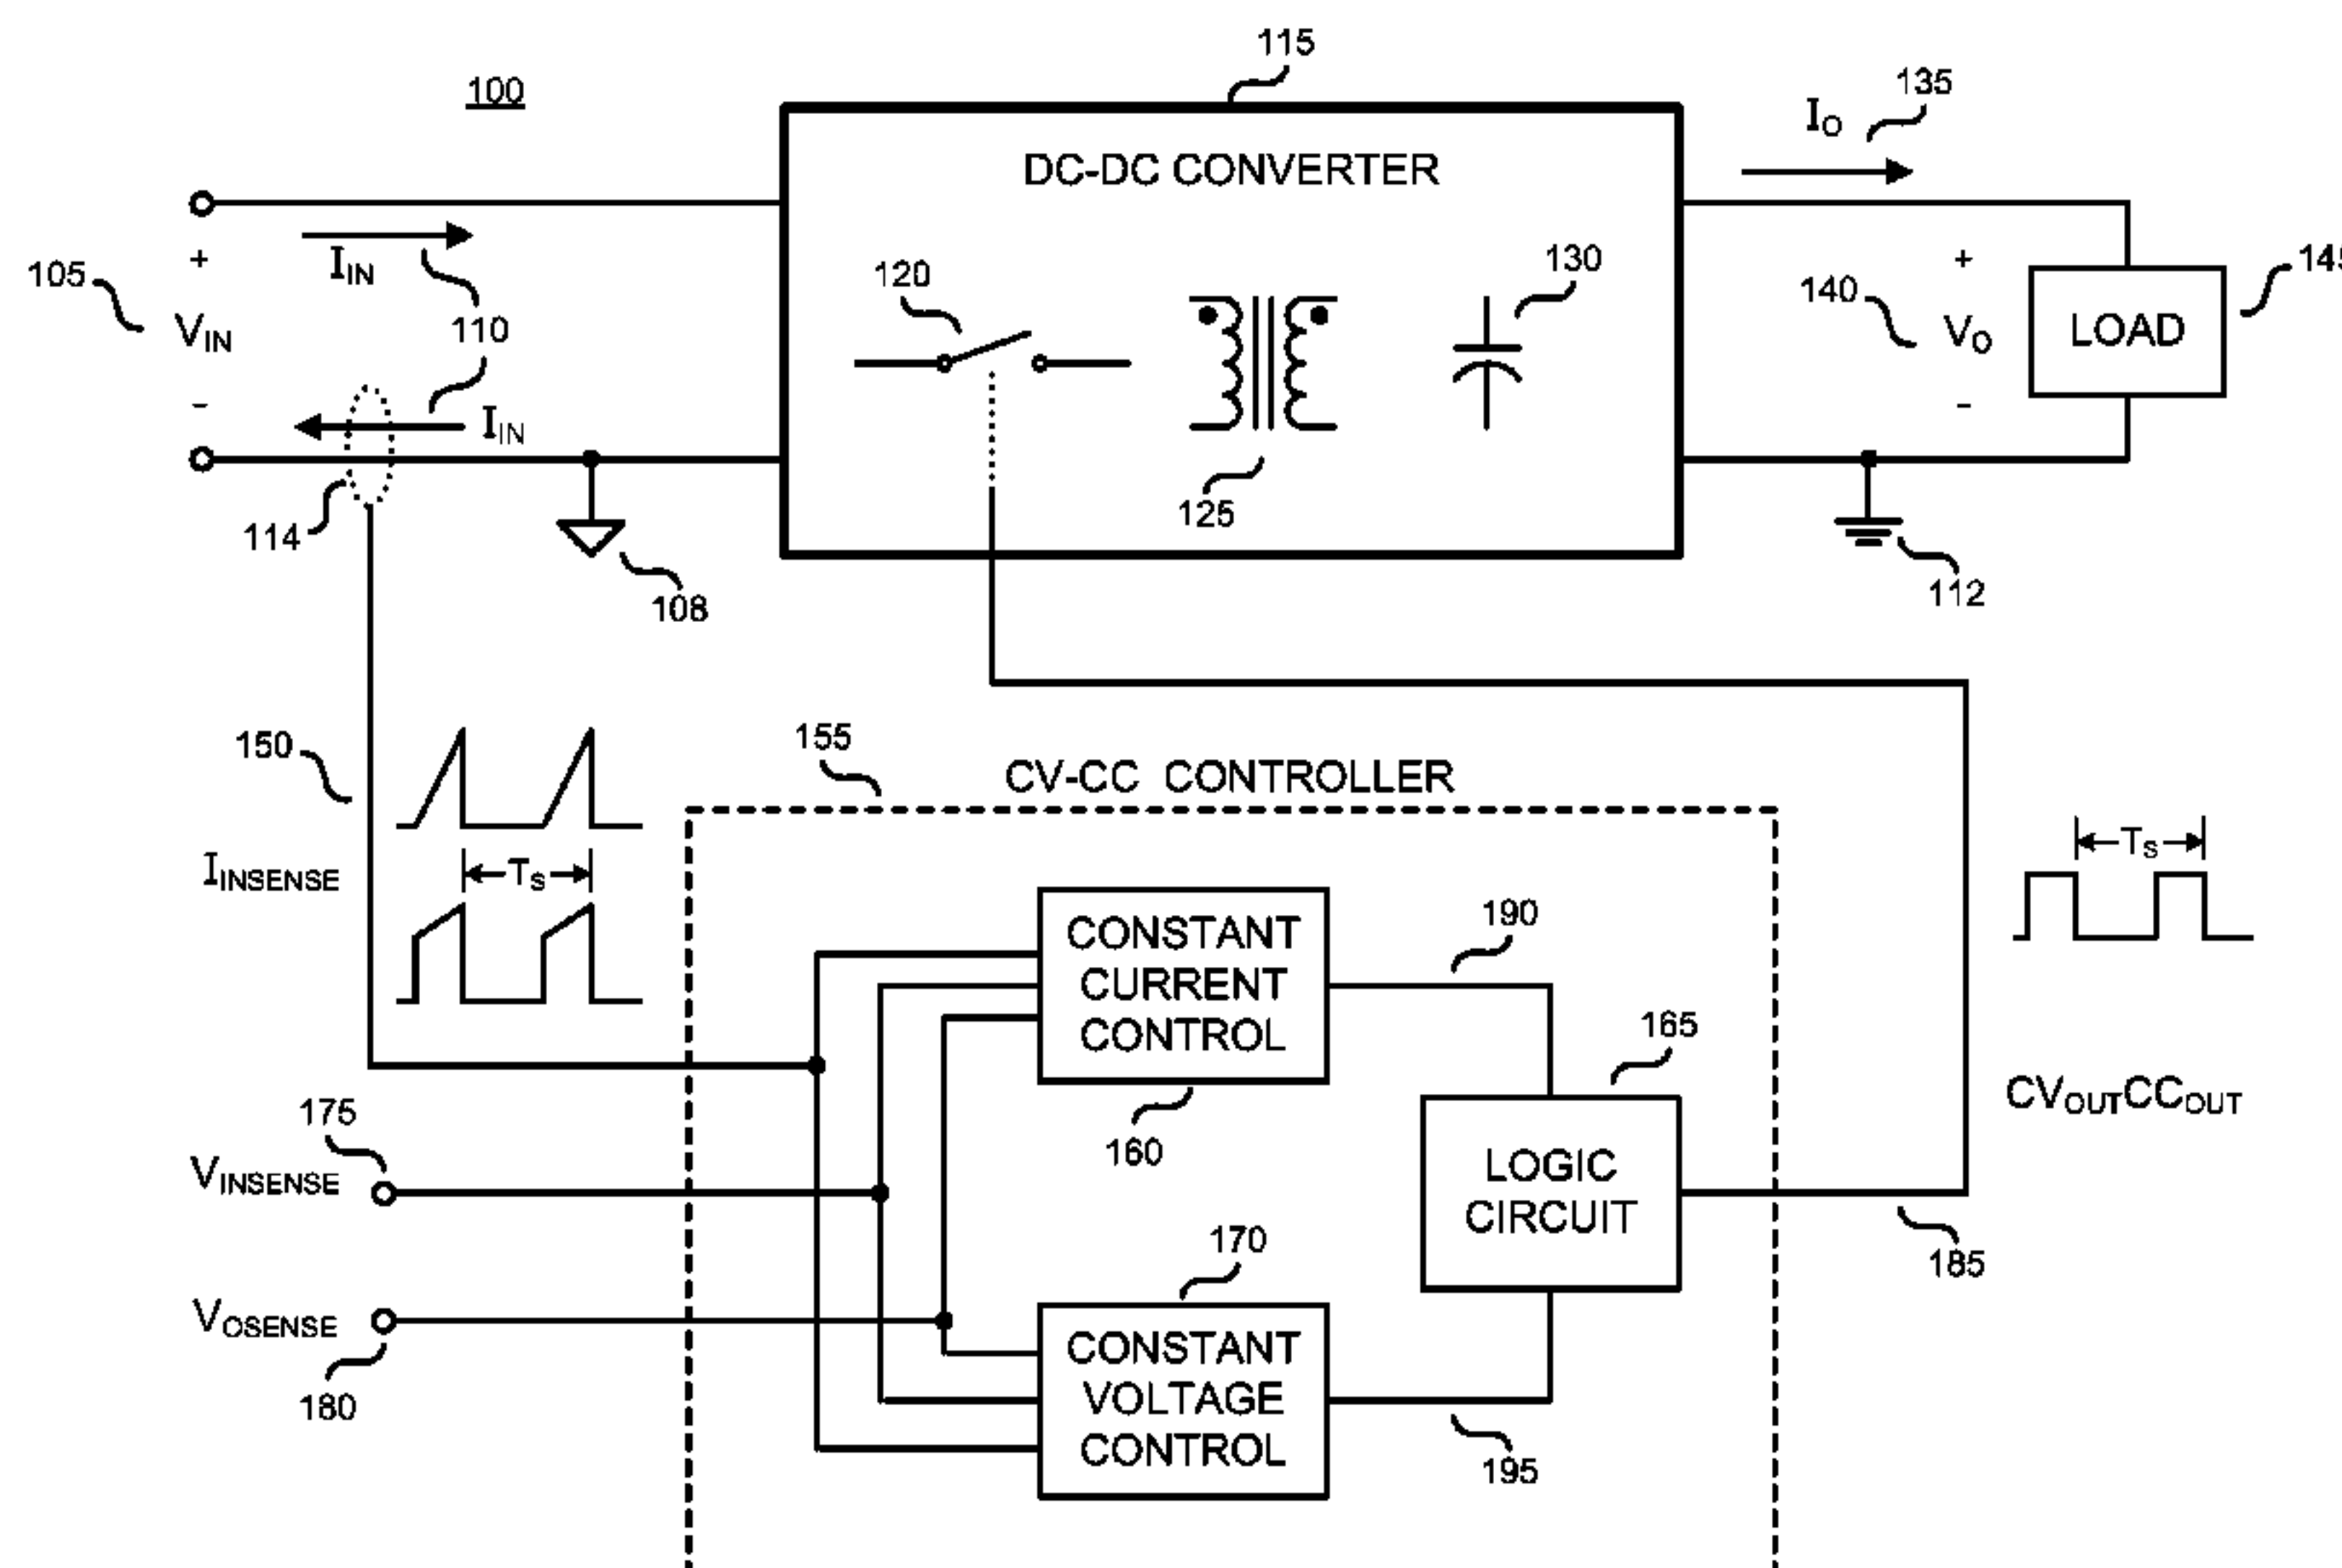 115
100
135
IO
DC-DC CONVERTER
+
IIN
105
110
VIN
-
IIN
120
130
+
140
VO
-
LOAD
145
125
114
108
112
150
155
CV-CC CONTROLLER
TS
IINSENSE
TS
CONSTANT
CURRENT
CONTROL
190
165
160
CVOUTCCOUT
175
VINSENSE
LOGIC
CIRCUIT
170
185
VOSENSE
180
CONSTANT
VOLTAGE
CONTROL
195